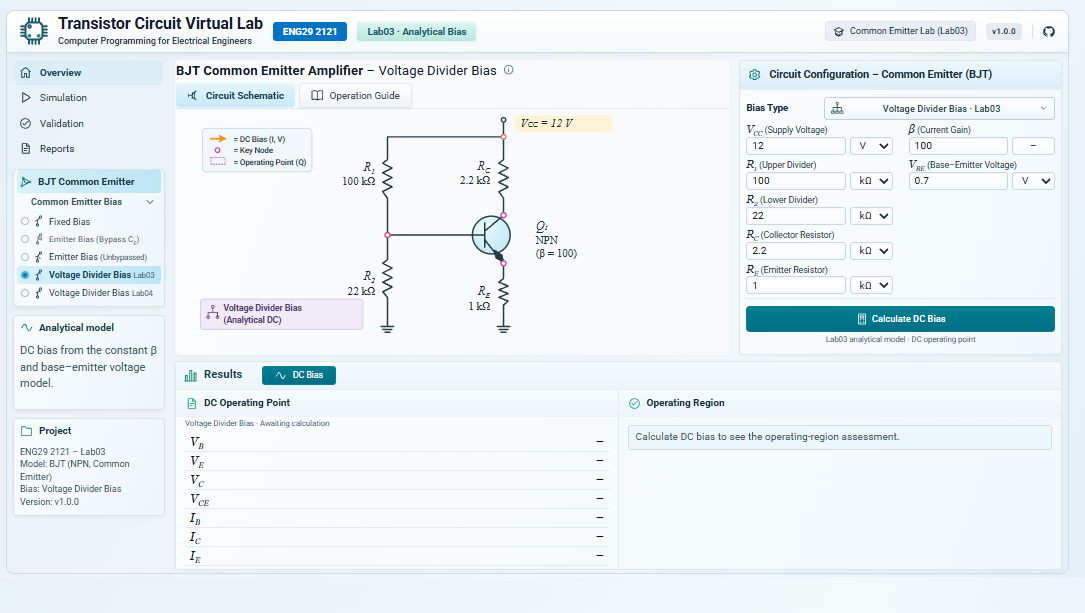 Transistor Circuit Virtual Lab
Computer Programming for Electrical Engineers
ENG29 2121
Lab03 · Analytical Bias
Common Emitter Lab (Lab03)
v1.0.0
Overview
Simulation
Validation
Reports
BJT Common Emitter
Common Emitter Bias
Fixed Bias
Emitter Bias (Bypass CE)
Emitter Bias (Unbypassed)
Voltage Divider Bias Lab03
Voltage Divider Bias Lab04
Analytical model
DC bias from the constant β
and base–emitter voltage
model.
Project
ENG29 2121 – Lab03
Model: BJT (NPN, Common
Emitter)
Bias: Voltage Divider Bias
Version: v1.0.0
BJT Common Emitter Amplifier – Voltage Divider Bias
Circuit Schematic
Operation Guide
= DC Bias (I, V)
= Key Node
= Operating Point (Q)
VCC = 12 V
R1
100 kΩ
RC
2.2 kΩ
Q1
NPN
(β = 100)
R2
22 kΩ
RE
1 kΩ
Voltage Divider Bias
(Analytical DC)
Circuit Configuration – Common Emitter (BJT)
Bias Type
Voltage Divider Bias · Lab03
VCC (Supply Voltage)
12
V
β (Current Gain)
100
–
R1 (Upper Divider)
100
kΩ
VBE (Base–Emitter Voltage)
0.7
V
R2 (Lower Divider)
22
kΩ
RC (Collector Resistor)
2.2
kΩ
RE (Emitter Resistor)
1
kΩ
Calculate DC Bias
Lab03 analytical model · DC operating point
Results
DC Bias
DC Operating Point
Voltage Divider Bias · Awaiting calculation
VB –
VE –
VC –
VCE –
IB –
IC –
IE –
Operating Region
Calculate DC bias to see the operating-region assessment.